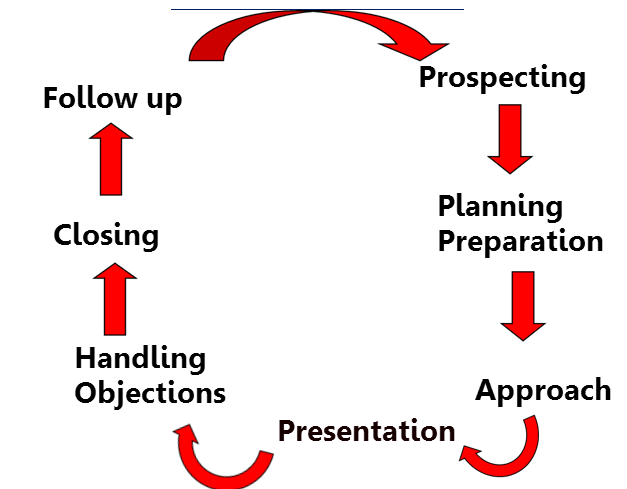 Prospecting
Planning
Preparation
Approach
Presentation
Handling
Objections
Closing
Follow up